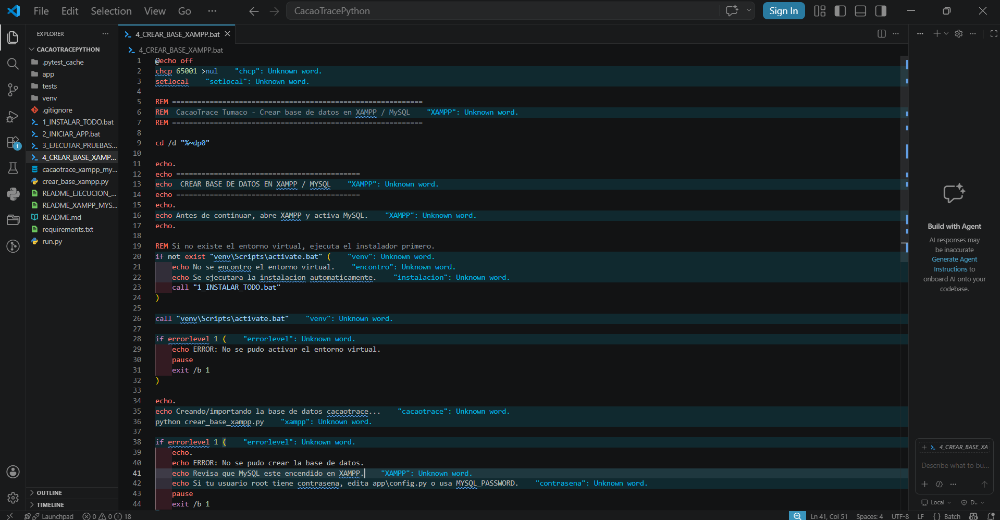 File Edit Selection View Go ...
CacaoTracePython
Sign In
EXPLORER
CACAOTRACEPYTHON
.pytest_cache
app
tests
venv
.gitignore
1_INSTALAR_TODO.bat
2_INICIAR_APP.bat
3_EJECUTAR_PRUEBAS...
4_CREAR_BASE_XAMP...
cacaotrace_xampp_my...
crear_base_xampp.py
README_EJECUCION_...
README_XAMPP_MYS...
README.md
requirements.txt
run.py
OUTLINE
TIMELINE
1
4_CREAR_BASE_XAMPP.bat
4_CREAR_BASE_XAMPP.bat
1 @echo off
2 chcp 65001 >nul "chcp": Unknown word.
3 setlocal "setlocal": Unknown word.
4
5 REM ============================================================
6 REM  CacaoTrace Tumaco - Crear base de datos en XAMPP / MySQL "XAMPP": Unknown word.
7 REM ============================================================
8
9 cd /d "%~dp0"
10
11 echo.
12 echo ============================================
13 echo  CREAR BASE DE DATOS EN XAMPP / MYSQL "XAMPP": Unknown word.
14 echo ============================================
15 echo.
16 echo Antes de continuar, abre XAMPP y activa MySQL. "XAMPP": Unknown word.
17 echo.
18
19 REM Si no existe el entorno virtual, ejecuta el instalador primero.
20 if not exist "venv\Scripts\activate.bat" ( "venv": Unknown word.
21 echo No se encontro el entorno virtual. "encontro": Unknown word.
22 echo Se ejecutara la instalacion automaticamente. "instalacion": Unknown word.
23 call "1_INSTALAR_TODO.bat"
24 )
25
26 call "venv\Scripts\activate.bat" "venv": Unknown word.
27
28 if errorlevel 1 ( "errorlevel": Unknown word.
29 echo ERROR: No se pudo activar el entorno virtual.
30 pause
31 exit /b 1
32 )
33
34 echo.
35 echo Creando/importando la base de datos cacaotrace... "cacaotrace": Unknown word.
36 python crear_base_xampp.py "xampp": Unknown word.
37
38 if errorlevel 1 ( "errorlevel": Unknown word.
39 echo.
40 echo ERROR: No se pudo crear la base de datos.
41 echo Revisa que MySQL este encendido en XAMPP. "XAMPP": Unknown word.
42 echo Si tu usuario root tiene contrasena, edita app\config.py o usa MYSQL_PASSWORD. "contrasena": Unknown word.
43 pause
44 exit /b 1
Build with Agent
AI responses may
be inaccurate
Generate Agent
Instructions to
onboard AI onto your
codebase.
4_CREAR_BASE_XA
Describe what to bu...
Local
D..
Launchpad 0 0 18
Ln 41, Col 51 Spaces: 4 UTF-8 LF { } Batch